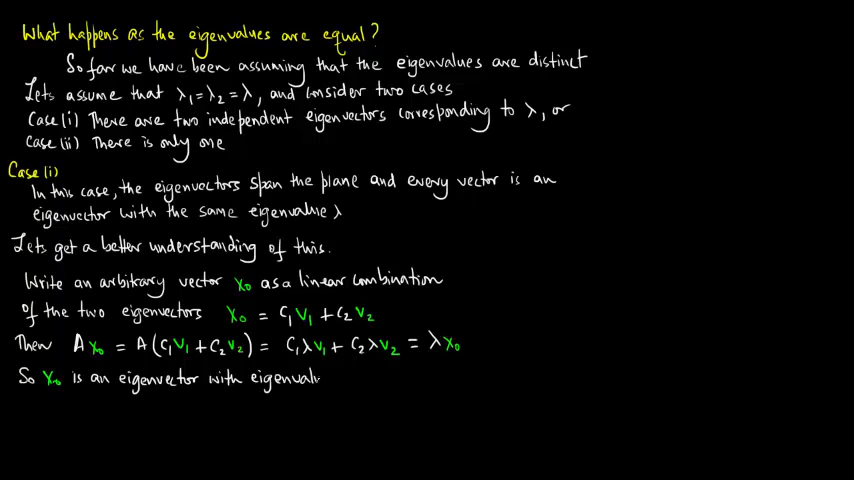 What happens as the eigenvalues are equal?
So far we have been assuming that the eigenvalues are distinct
Lets assume that λ₁=λ₂=λ, and consider two cases
Case(i) There are two independent eigenvectors corresponding to λ, or
Case(ii) There is only one
Case(i)
In this case, the eigenvectors span the plane and every vector is an
eigenvector with the same eigenvalue λ
Lets get a better understanding of this.
Write an arbitrary vector x₀ as a linear combination
of the two eigenvectors x₀ = c₁v₁ + c₂v₂
Then Ax₀ = A(c₁v₁ + c₂v₂) = c₁λv₁ + c₂λv₂ = λx₀
So x₀ is an eigenvector with eigenvalu